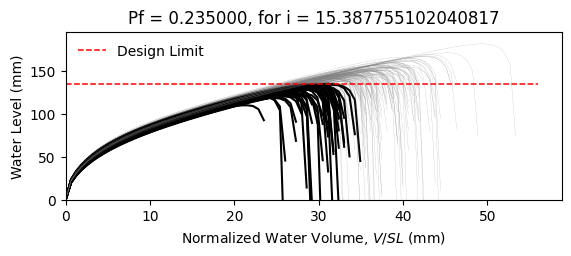 Pf = 0.235000, for i = 15.387755102040817
Design Limit
Water Level (mm)
150
100
50
0
0 10 20 30 40 50
Normalized Water Volume, V/SL (mm)